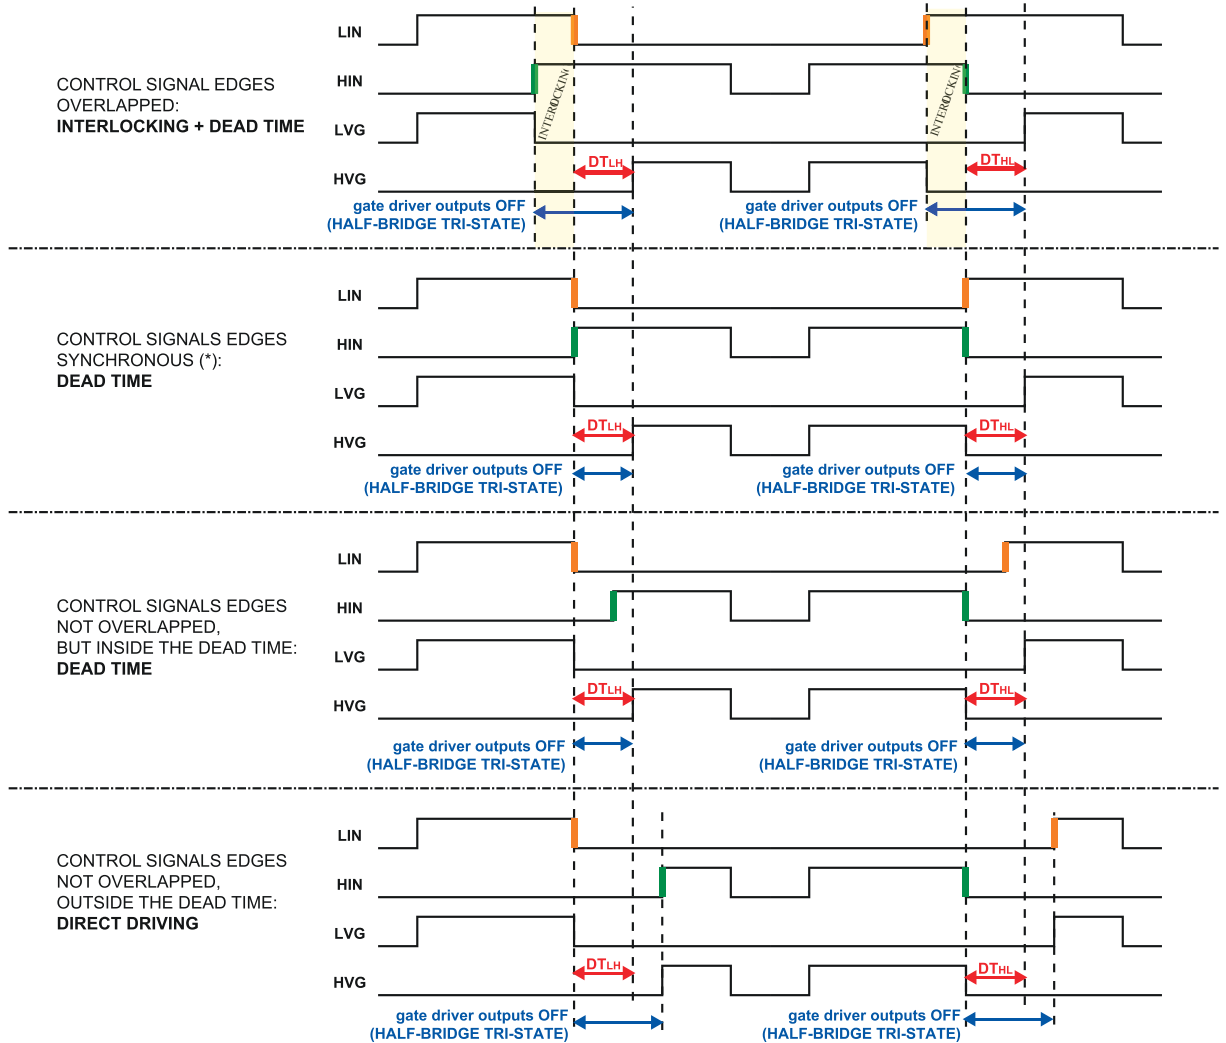 LIN
HIN
CONTROL SIGNAL EDGES
OVERLAPPED:
INTERLOCKING + DEAD TIME
INTERLOCKING
INTERLOCKING
LVG
DTLH
DTHL
HVG
gate driver outputs OFF
(HALF-BRIDGE TRI-STATE)
gate driver outputs OFF
(HALF-BRIDGE TRI-STATE)
LIN
CONTROL SIGNALS EDGES
SYNCHRONOUS (*):
DEAD TIME
HIN
LVG
DTLH
DTHL
HVG
gate driver outputs OFF
(HALF-BRIDGE TRI-STATE)
gate driver outputs OFF
(HALF-BRIDGE TRI-STATE)
LIN
CONTROL SIGNALS EDGES
NOT OVERLAPPED,
BUT INSIDE THE DEAD TIME:
DEAD TIME
HIN
LVG
DTLH
DTHL
HVG
gate driver outputs OFF
(HALF-BRIDGE TRI-STATE)
gate driver outputs OFF
(HALF-BRIDGE TRI-STATE)
LIN
CONTROL SIGNALS EDGES
NOT OVERLAPPED,
OUTSIDE THE DEAD TIME:
DIRECT DRIVING
HIN
LVG
DTLH
DTHL
HVG
gate driver outputs OFF
(HALF-BRIDGE TRI-STATE)
gate driver outputs OFF
(HALF-BRIDGE TRI-STATE)